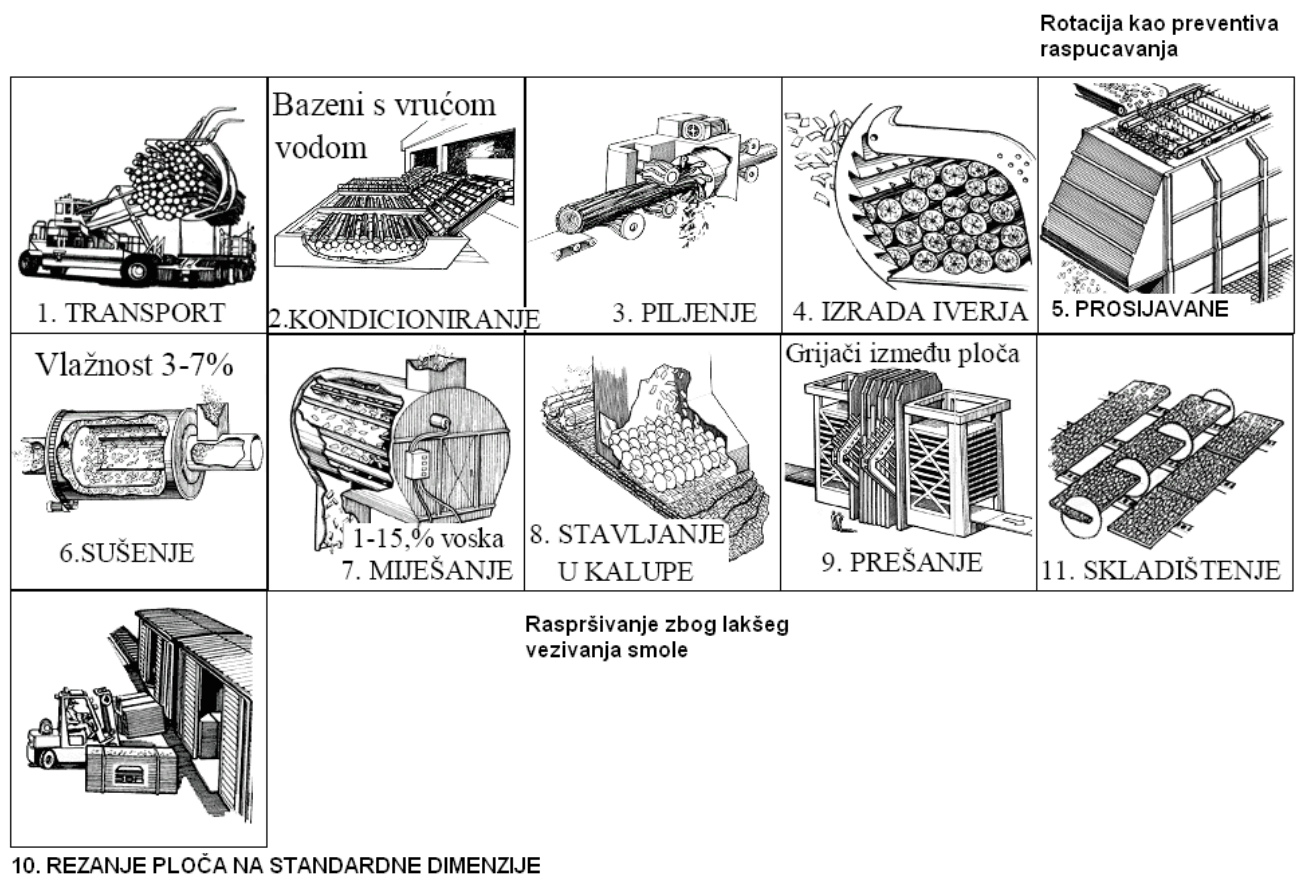 Rotacija kao preventiva
raspucavanja
Bazeni s vrućom
vodom
1. TRANSPORT
2.KONDICIONIRANJE
3. PILJENJE
4. IZRADA IVERJA
5. PROSIJAVANE
Vlažnost 3-7%
6.SUŠENJE
1-15,% voska
7. MIJEŠANJE
8. STAVLJANJE
U KALUPE
Grijači između ploča
9. PREŠANJE
11. SKLADIŠTENJE
Raspršivanje zbog lakšeg
vezivanja smole
10. REZANJE PLOČA NA STANDARDNE DIMENZIJE